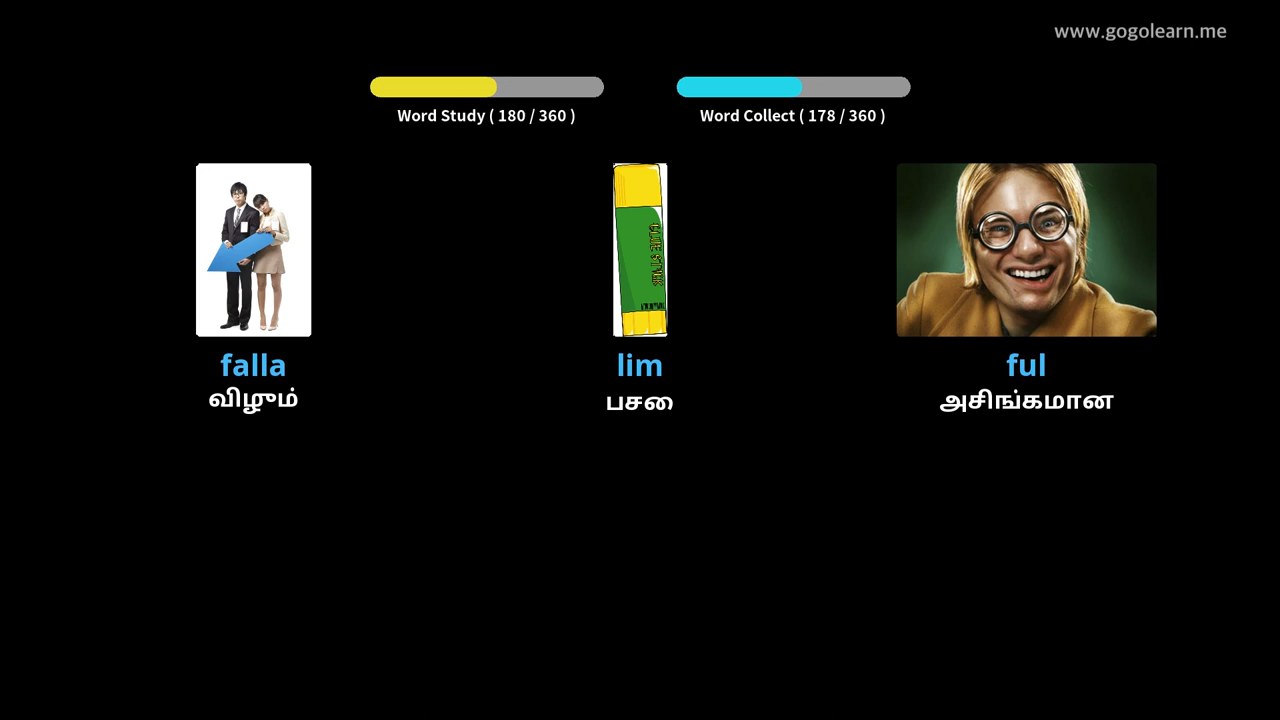 www.gogolearn.me
Word Study ( 180 / 360 )
Word Collect ( 178 / 360 )
falla
விழும்
lim
பசை
ful
அசிங்கமான